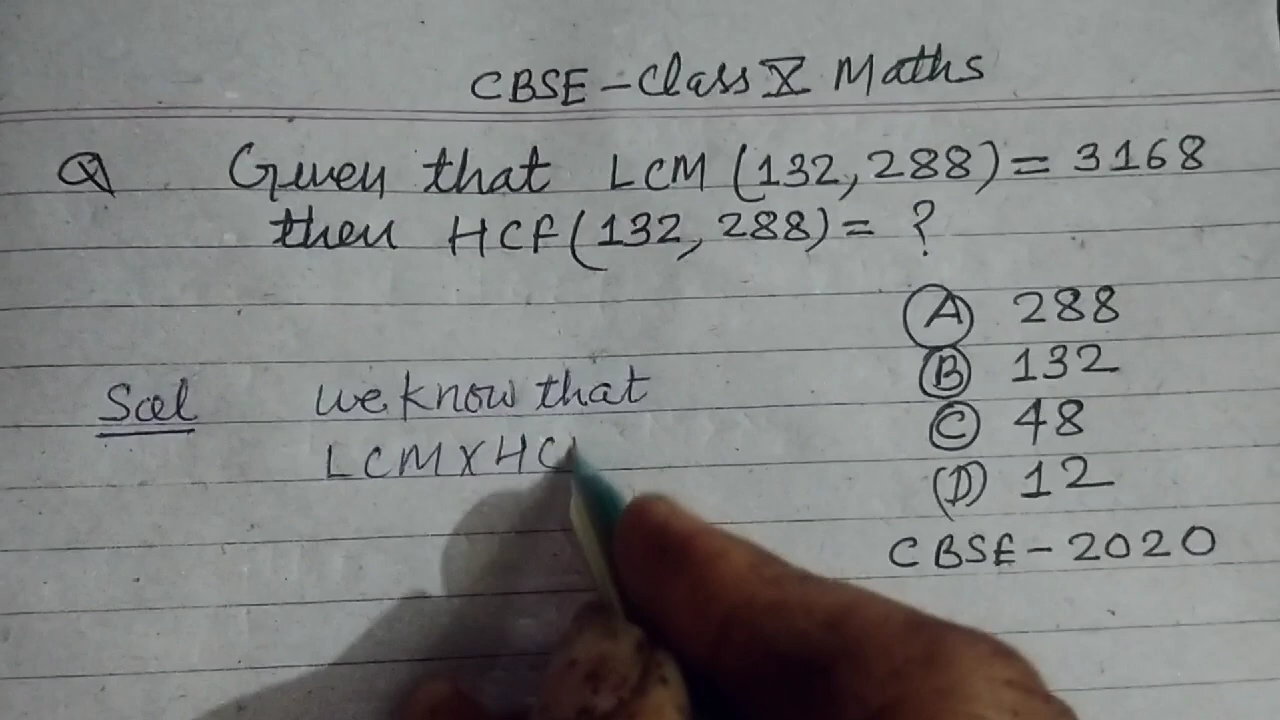 CBSE - Class X Maths
Q Given that LCM (132, 288) = 3168
then HCF (132, 288) = ?
(A) 288
(B) 132
Sol we know that
(C) 48
LCM X HC
(D) 12
CBSE - 2020